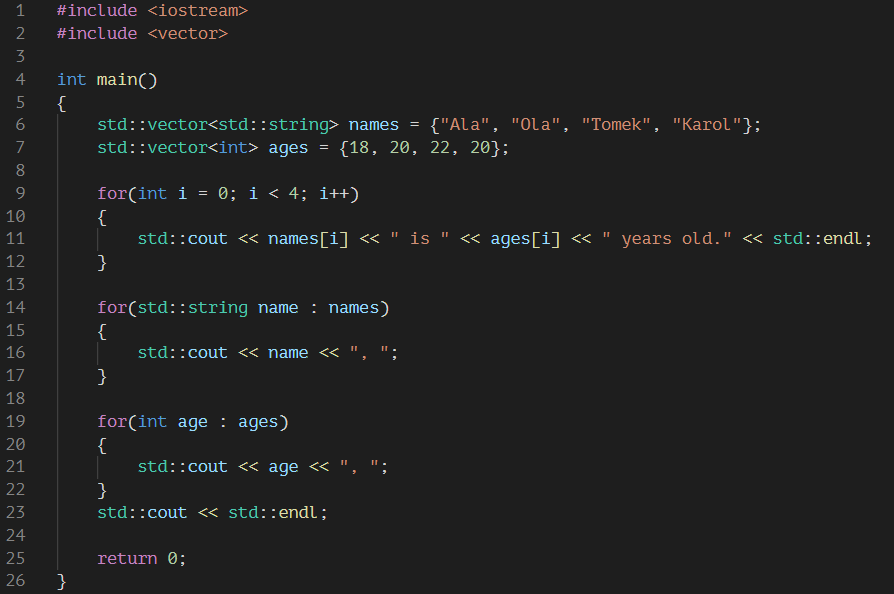 1 #include <iostream>
2 #include <vector>
3
4 int main()
5 {
6     std::vector<std::string> names = {"Ala", "Ola", "Tomek", "Karol"};
7     std::vector<int> ages = {18, 20, 22, 20};
8
9     for(int i = 0; i < 4; i++)
10     {
11         std::cout << names[i] << " is " << ages[i] << " years old." << std::endl;
12     }
13
14     for(std::string name : names)
15     {
16         std::cout << name << ", ";
17     }
18
19     for(int age : ages)
20     {
21         std::cout << age << ", ";
22     }
23     std::cout << std::endl;
24
25     return 0;
26 }